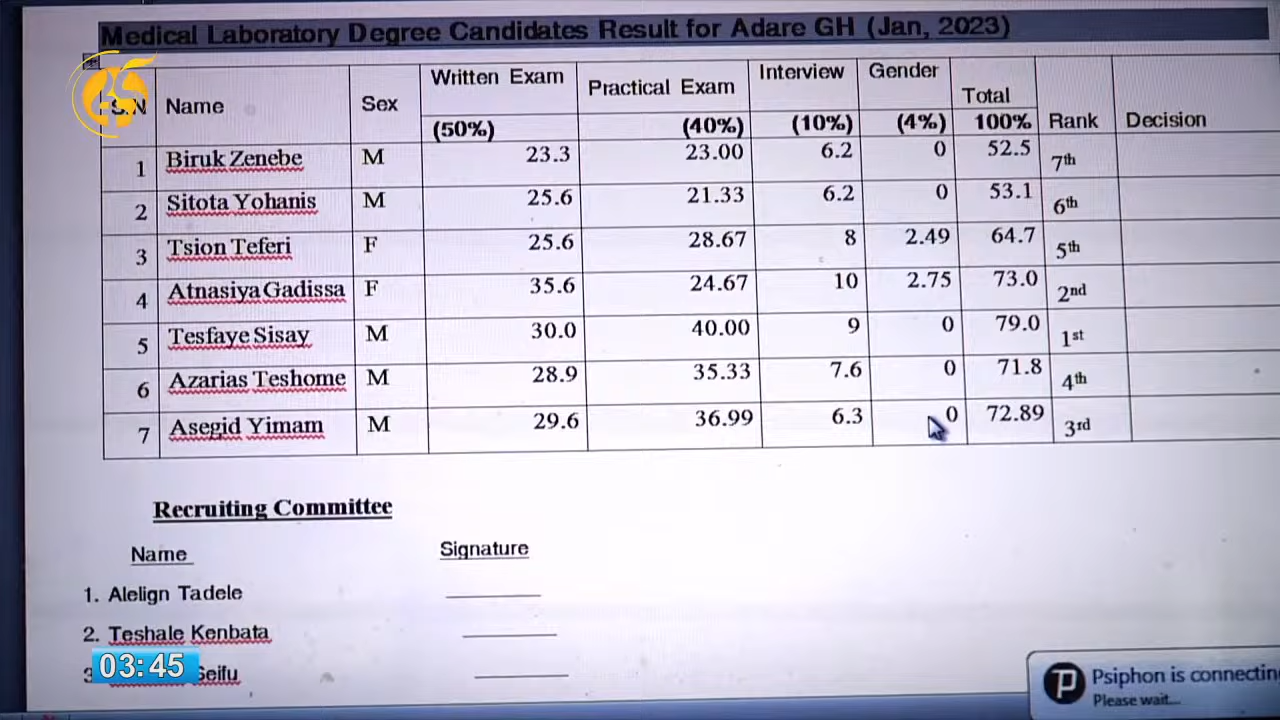 Medical Laboratory Degree Candidates Result for Adare GH (Jan, 2023)
S.N Name Sex Written Exam (50%) Practical Exam (40%) Interview (10%) Gender (4%) Total 100% Rank Decision
1 Biruk Zenebe M 23.3 23.00 6.2 0 52.5 7th
2 Sitota Yohanis M 25.6 21.33 6.2 0 53.1 6th
3 Tsion Teferi F 25.6 28.67 8 2.49 64.7 5th
4 Atnasiya Gadissa F 35.6 24.67 10 2.75 73.0 2nd
5 Tesfaye Sisay M 30.0 40.00 9 0 79.0 1st
6 Azarias Teshome M 28.9 35.33 7.6 0 71.8 4th
7 Asegid Yimam M 29.6 36.99 6.3 0 72.89 3rd
Recruiting Committee
Name Signature
1. Alelign Tadele
2. Teshale Kenbata
3 Seifu
03:45
Psiphon is connectin
Please wait...